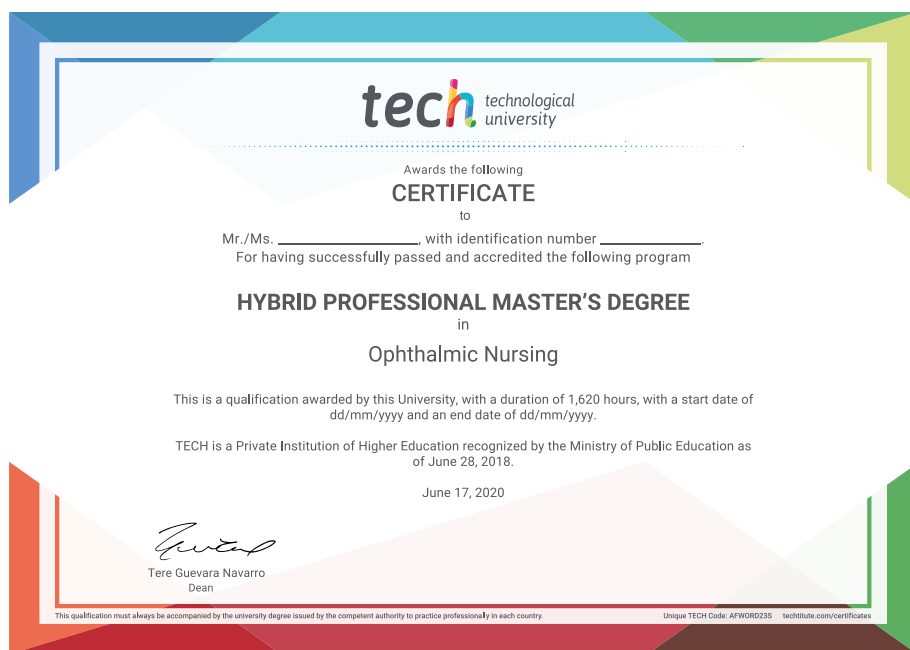 tech technological
university
Awards the following
CERTIFICATE
to
Mr./Ms. ____________________, with identification number ______________.
For having successfully passed and accredited the following program
HYBRID PROFESSIONAL MASTER'S DEGREE
in
Ophthalmic Nursing
This is a qualification awarded by this University, with a duration of 1,620 hours, with a start date of
dd/mm/yyyy and an end date of dd/mm/yyyy.
TECH is a Private Institution of Higher Education recognized by the Ministry of Public Education as
of June 28, 2018.
June 17, 2020
Tere Guevara Navarro
Dean
This qualification must always be accompanied by the university degree issued by the competent authority to practice professionally in each country.
Unique TECH Code: AFWORD23S techtitute.com/certificates